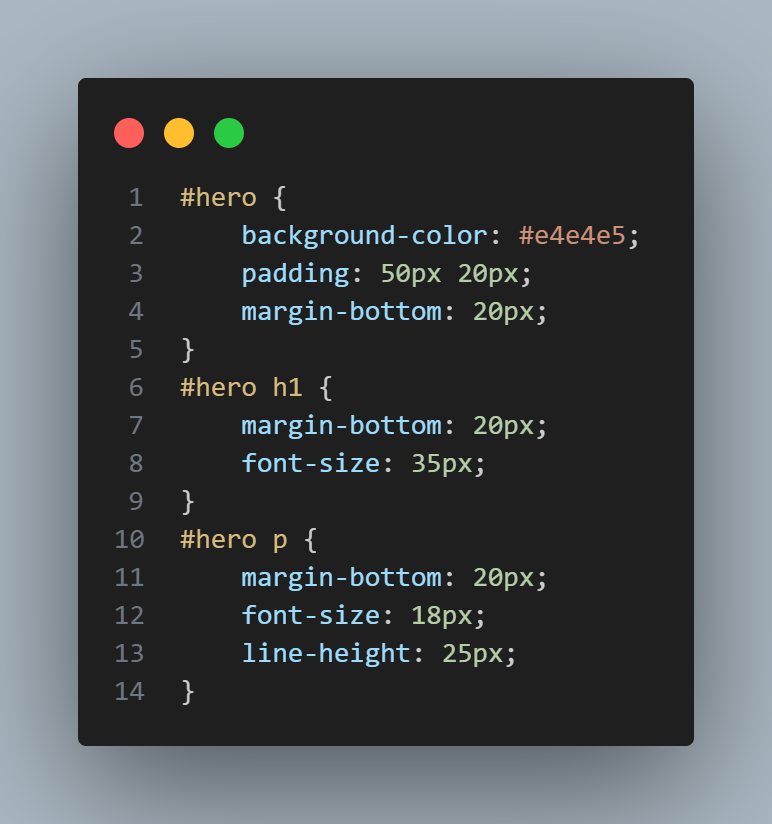 1 #hero {
2     background-color: #e4e4e5;
3     padding: 50px 20px;
4     margin-bottom: 20px;
5 }
6 #hero h1 {
7     margin-bottom: 20px;
8     font-size: 35px;
9 }
10 #hero p {
11     margin-bottom: 20px;
12     font-size: 18px;
13     line-height: 25px;
14 }